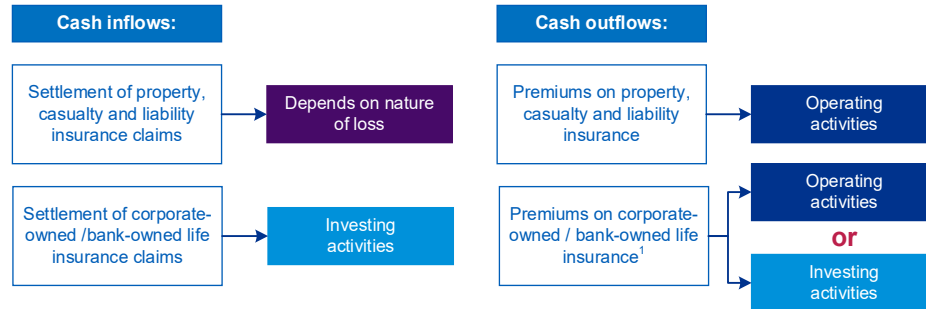 Cash inflows:
Settlement of property,
casualty and liability
insurance claims
Depends on nature
of loss
Settlement of corporate-
owned /bank-owned life
insurance claims
Investing
activities
Cash outflows:
Premiums on property,
casualty and liability
insurance
Operating
activities
Premiums on corporate-
owned / bank-owned life
insurance¹
Operating
activities
or
Investing
activities